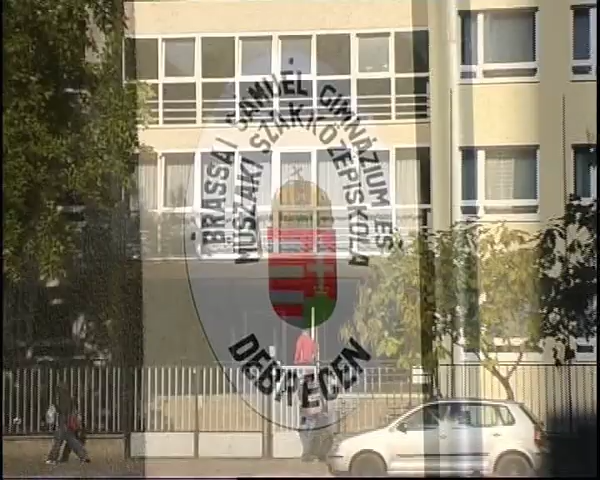 BRASSAI SÁMUEL GIMNÁZIUM ÉS
MŰSZAKI SZAKKÖZÉPISKOLA
DEBRECEN